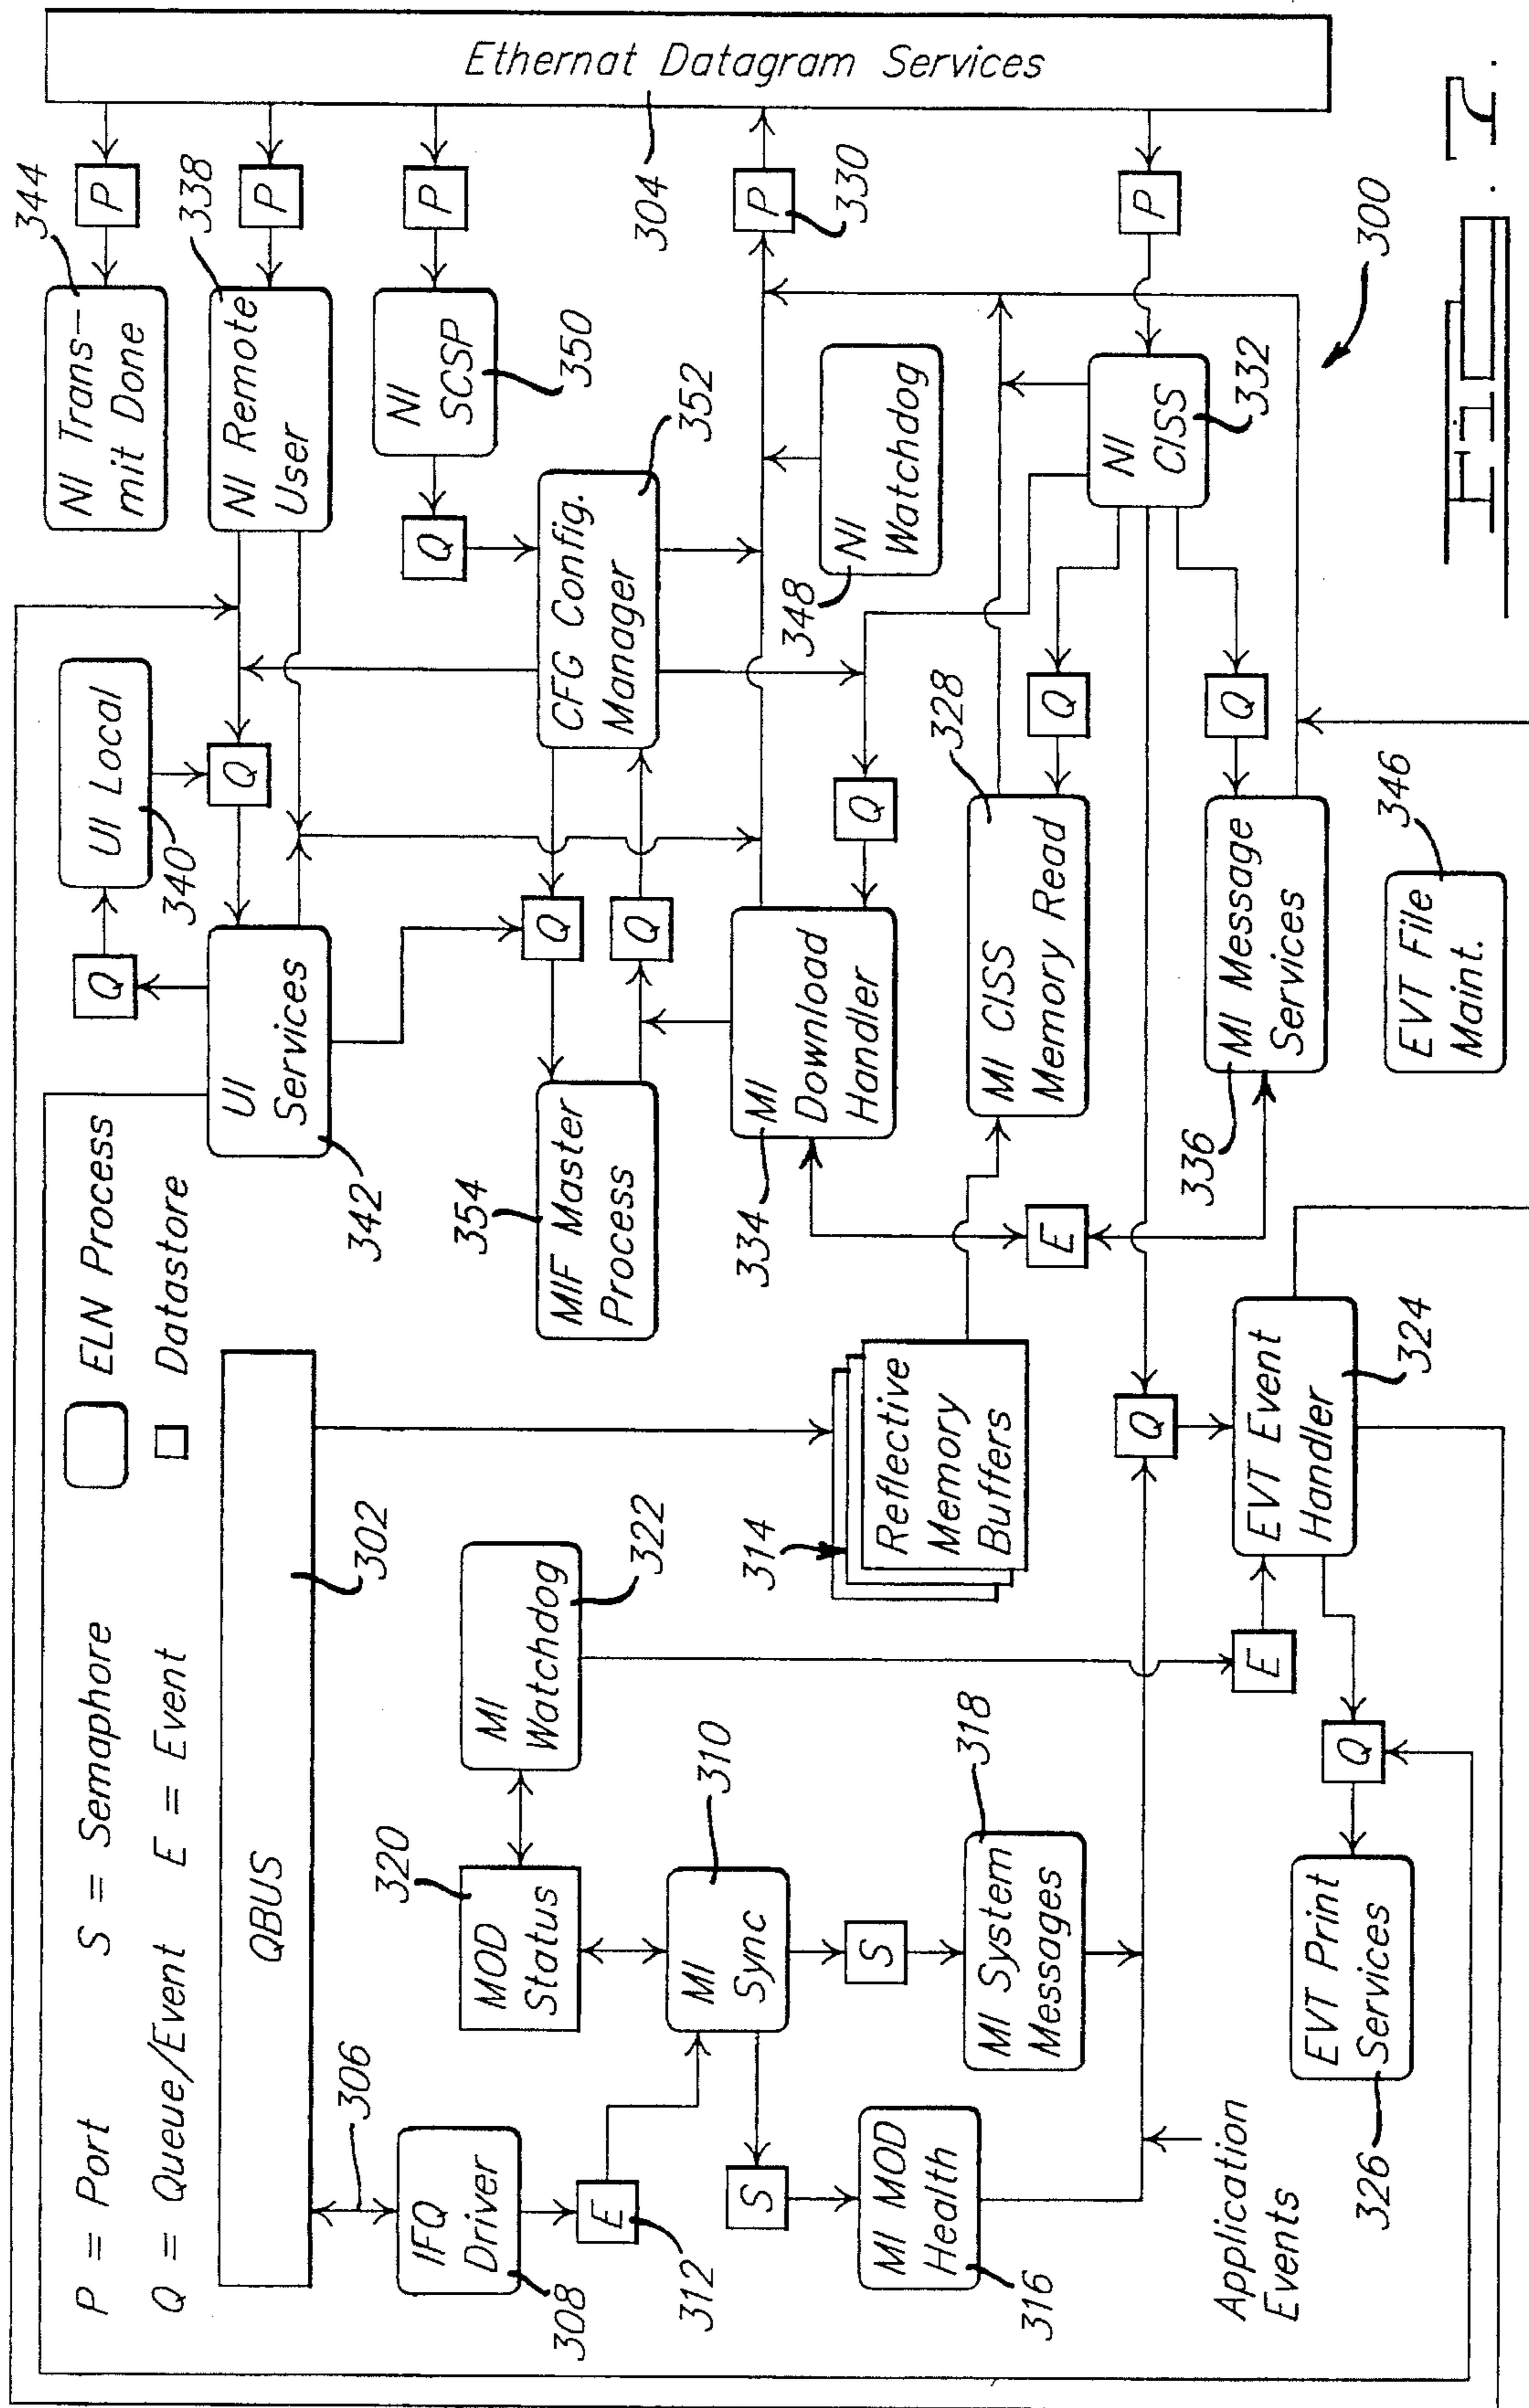 P = Port
S = Semaphore
ELN Process
Q = Queue/Event
E = Event
Datastore
QBUS
302
306
IFQ
Driver
308
E
312
MOD
Status
320
MI
Watchdog
322
MI
Sync
310
S
S
MI MOD
Health
316
MI System
Messages
318
Application
Events
Reflective
Memory
Buffers
314
E
Q
EVT Event
Handler
324
Q
EVT Print
Services
326
UI
Services
342
Q
UI Local
340
Q
MIF Master
Process
354
Q
Q
CFG Config.
Manager
352
Q
MI
Download
Handler
334
Q
E
MI CISS
Memory Read
328
Q
MI Message
Services
336
Q
EVT File
Maint.
346
NI Trans-
mit Done
344
P
NI Remote
User
338
P
NI
SCSP
350
P
NI
Watchdog
348
P
330
NI
CISS
332
P
Ethernat Datagram Services
304
300
FIG. 7.